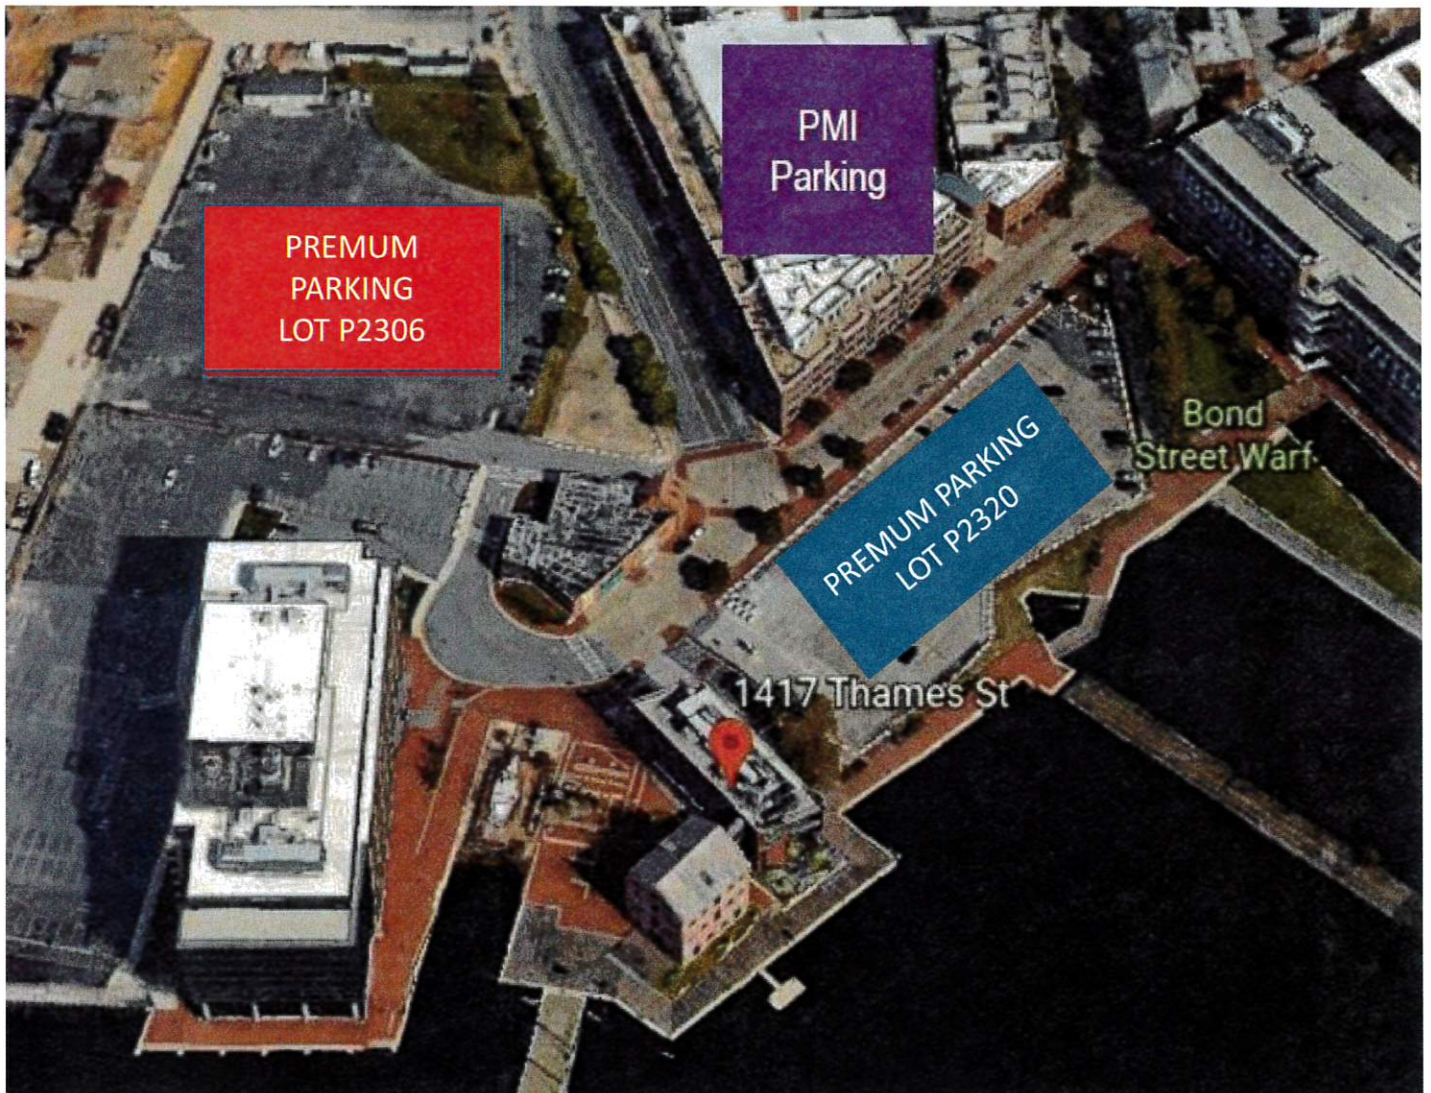 PMI
Parking
PREMUM
PARKING
LOT P2306
PREMUM PARKING
LOT P2320
Bond
Street Warf
1417 Thames St